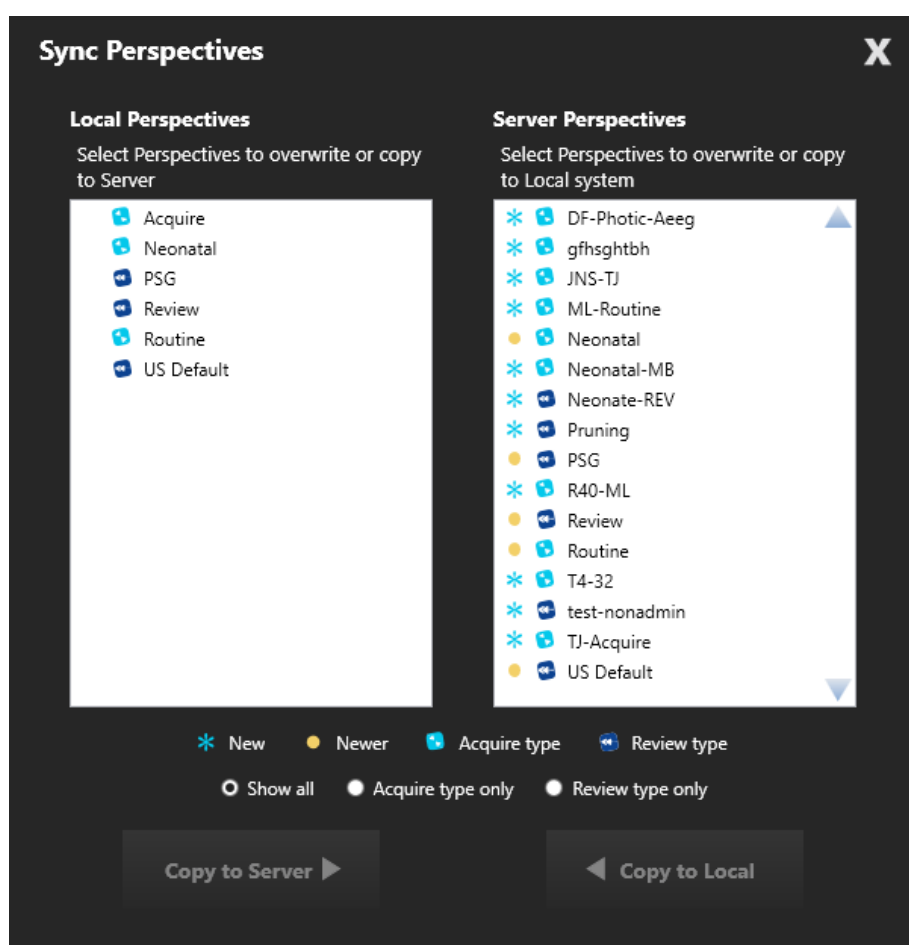 Sync Perspectives
X
Local Perspectives
Select Perspectives to overwrite or copy
to Server
Acquire
Neonatal
PSG
Review
Routine
US Default
Server Perspectives
Select Perspectives to overwrite or copy
to Local system
DF-Photic-Aeeg
gfhsghtbh
JNS-TJ
ML-Routine
Neonatal
Neonatal-MB
Neonate-REV
Pruning
PSG
R40-ML
Review
Routine
T4-32
test-nonadmin
TJ-Acquire
US Default
New Newer Acquire type Review type
Show all Acquire type only Review type only
Copy to Server
Copy to Local